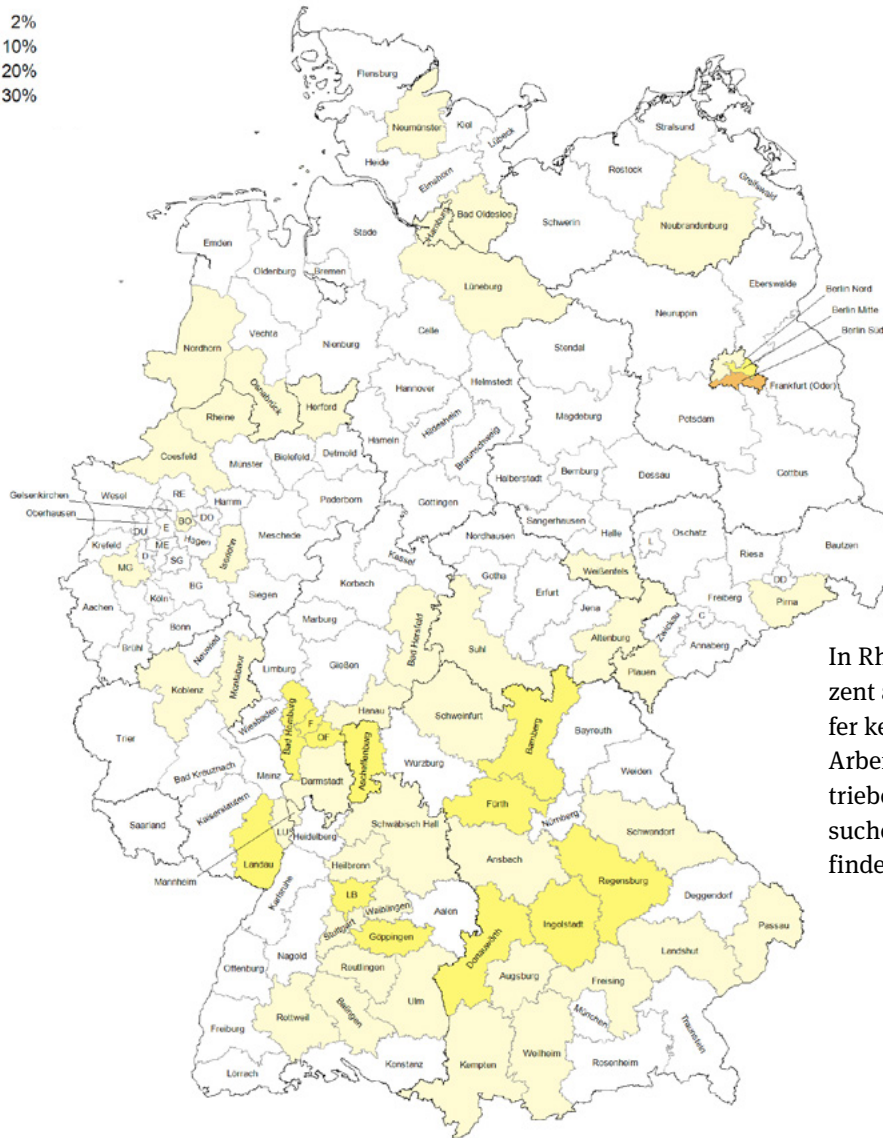 2%
10%
20%
30%
Flensburg
Neumünster
Kiel
Lübeck
Heide
Elmshorn
Stralsund
Rostock
Greifswald
Hamburg
Bad Oldesloe
Schwerin
Neubrandenburg
Stade
Emden
Oldenburg
Bremen
Lüneburg
Eberswalde
Berlin Nord
Berlin Mitte
Berlin Süd
Neuruppin
Vechta
Nienburg
Celle
Nordhorn
Stendal
Osnabrück
Hannover
Helmstedt
Frankfurt (Oder)
Rheine
Herford
Hildesheim
Braunschweig
Magdeburg
Potsdam
Coesfeld
Münster
Bielefeld
Detmold
Hameln
Halberstadt
Bernburg
Dessau
Cottbus
Gelsenkirchen
Wesel
RE
Hamm
Paderborn
Göttingen
Oberhausen
BO
DO
E
DU
Sangerhausen
Halle
Nordhausen
Krefeld
ME
Hagen
Iserlohn
Meschede
L
Oschatz
Bautzen
MG
D
SG
Kassel
Weißenfels
Riesa
DD
BG
Korbach
Gotha
Erfurt
Aachen
Köln
Siegen
Jena
Altenburg
Zwickau
C
Freiberg
Pirna
Bonn
Marburg
Bad Hersfeld
Suhl
Annaberg
Brühl
Neuwied
Montabaur
Limburg
Gießen
Plauen
Koblenz
In Rh
zent
fer ke
Arbei
triebe
suche
finde
Trier
Wiesbaden
Bad Homburg
F
OF
Hanau
Aschaffenburg
Schweinfurt
Bamberg
Bayreuth
Bad Kreuznach
Mainz
Darmstadt
Würzburg
Weiden
Saarland
Kaiserslautern
LU
Heidelberg
Fürth
Nürnberg
Schwäbisch Hall
Schwandorf
Landau
Mannheim
Heilbronn
Ansbach
Regensburg
Karlsruhe
LB
Waiblingen
Aalen
Deggendorf
Stuttgart
Göppingen
Donauwörth
Ingolstadt
Passau
Nagold
Landshut
Offenburg
Reutlingen
Ulm
Augsburg
Freising
Rottweil
Balingen
Freiburg
München
Traunstein
Lörrach
Konstanz
Kempten
Weilheim
Rosenheim